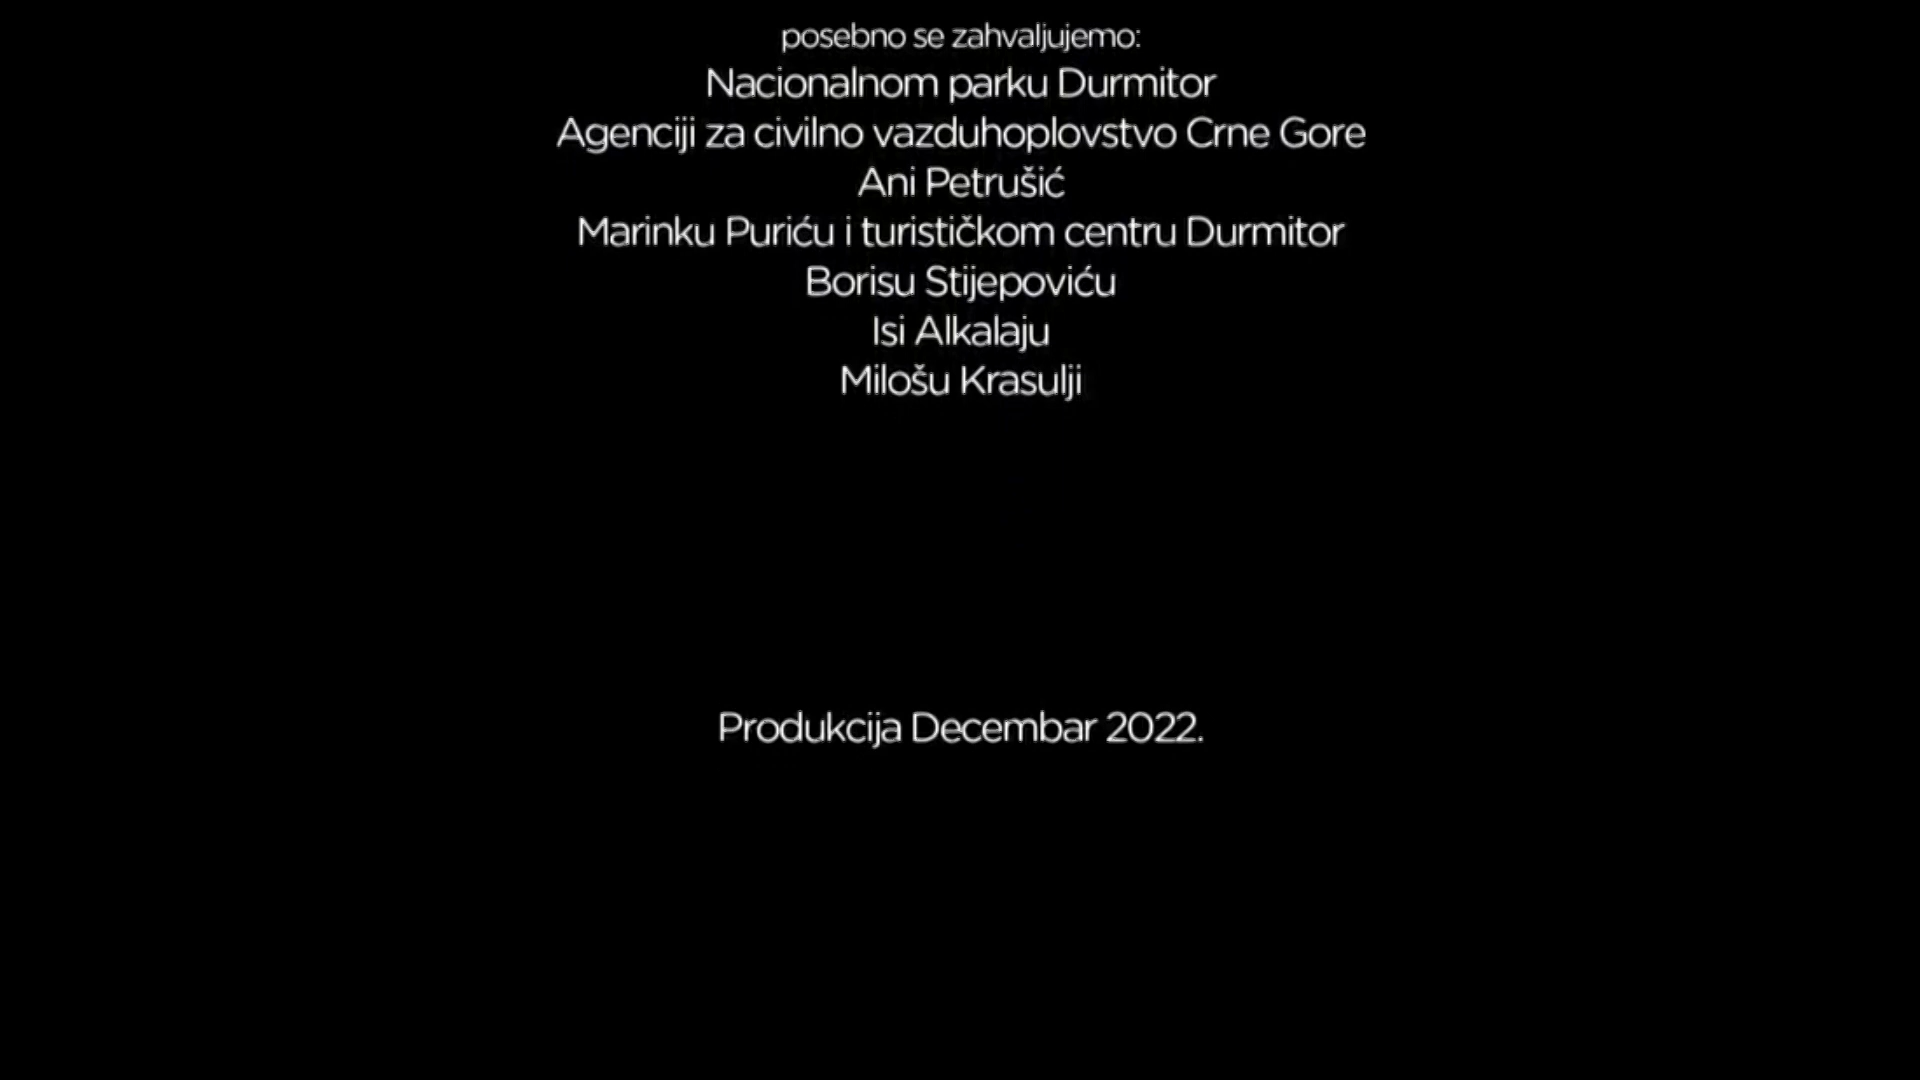 posebno se zahvaljujemo:
Nacionalnom parku Durmitor
Agenciji za civilno vazduhoplovstvo Crne Gore
Ani Petrušić
Marinku Puriću i turističkom centru Durmitor
Borisu Stijepoviću
Isi Alkalaju
Milošu Krasulji
Produkcija Decembar 2022.